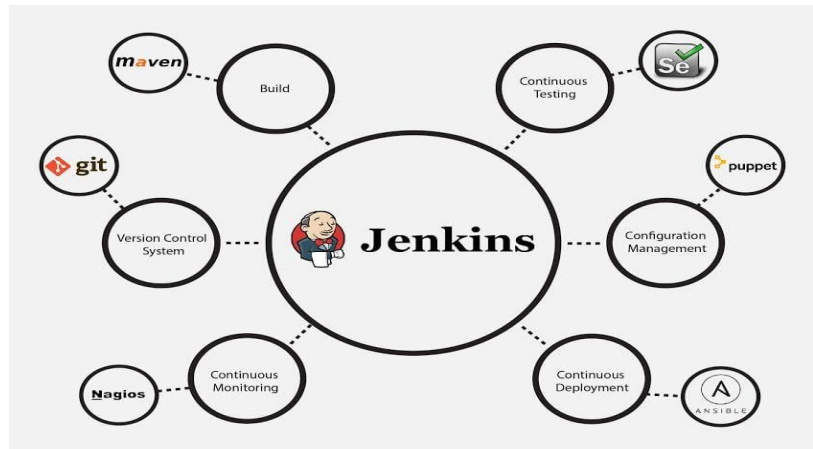 maven
Build
Continuous
Testing
Se
git
puppet
Version Control
System
Jenkins
Configuration
Management
Continuous
Monitoring
Nagios
Continuous
Deployment
A
ANSIBLE